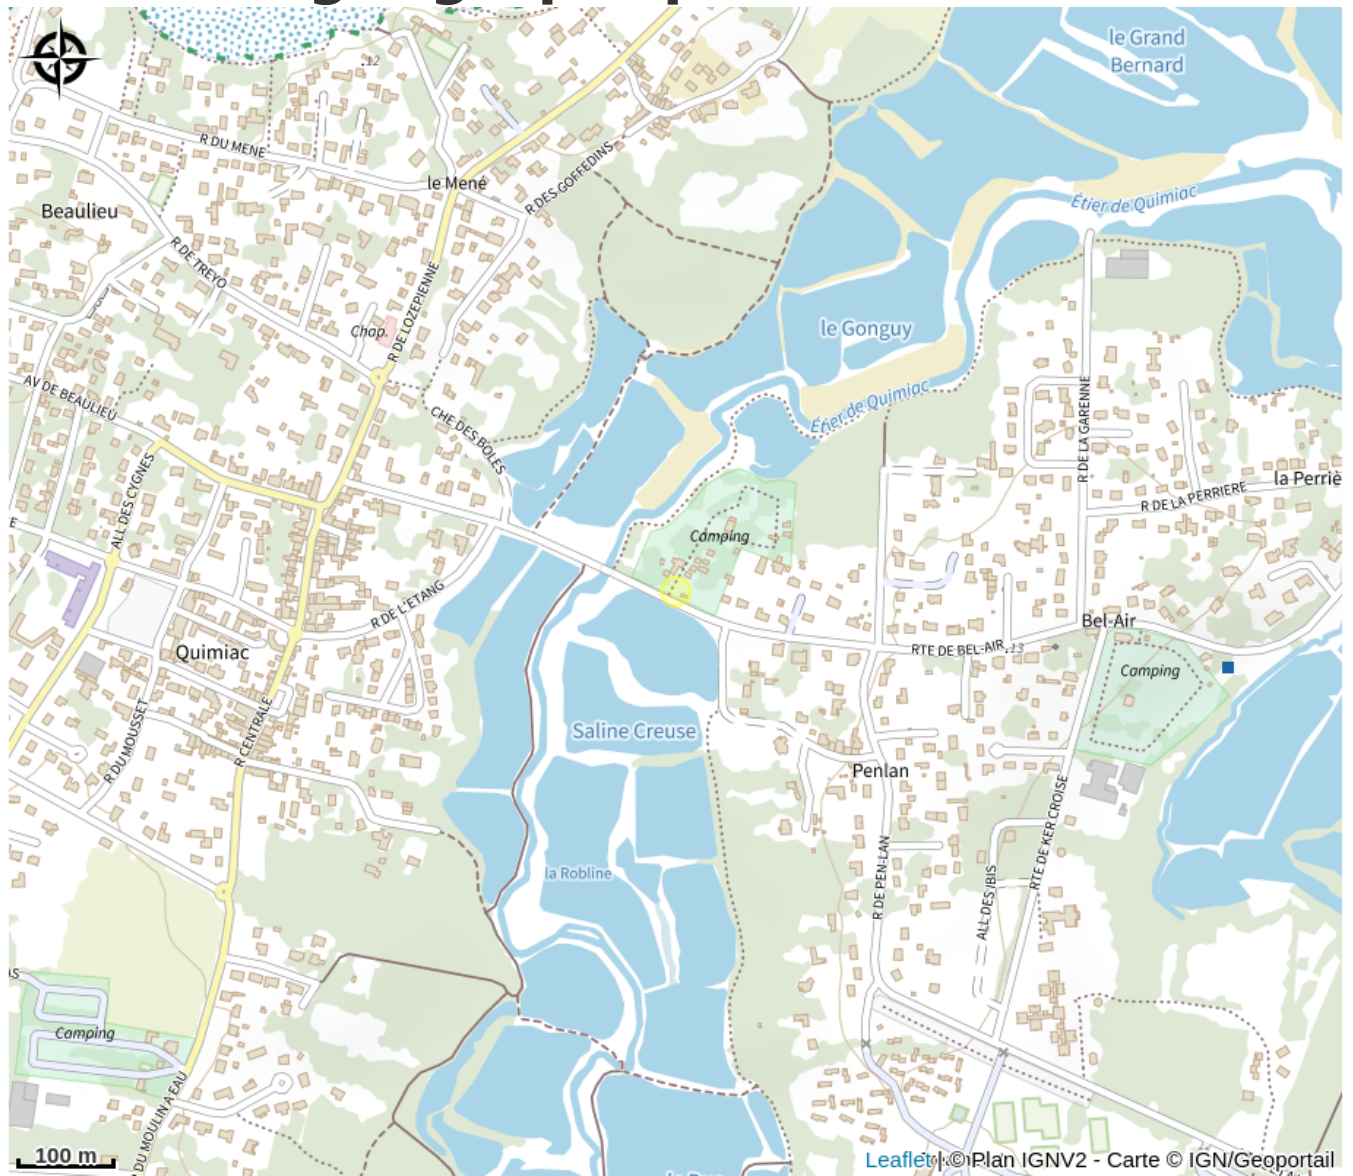 le Grand
Bernard
.12
R DU MENE
le Mené
R DES GOFFEDINS
Étier de Quimiac
Beaulieu
R DE TREYO
R DE LOZEPIENNE
Chap.
le Gonguy
AV DE BEAULIEU
Étier de Quimiac
CHE DES BOLES
R DE LA GARENNE
ALL DES CYGNES
la Perriè
R DE LA PERRIERE
E
Camping
R DE L'ETANG
Bel-Air
Quimiac
RTE DE BEL-AIR
.13
Camping
R DU MOUSSET
R CENTRALE
Saline Creuse
Penlan
RTE DE KER CROISE
la Robline
R DE PEN-LAN
ALL DES IBIS
AS
Camping
DU MOULIN A EAU
100 m
Leaflet | © Plan IGNV2 - Carte © IGN/Geoportail